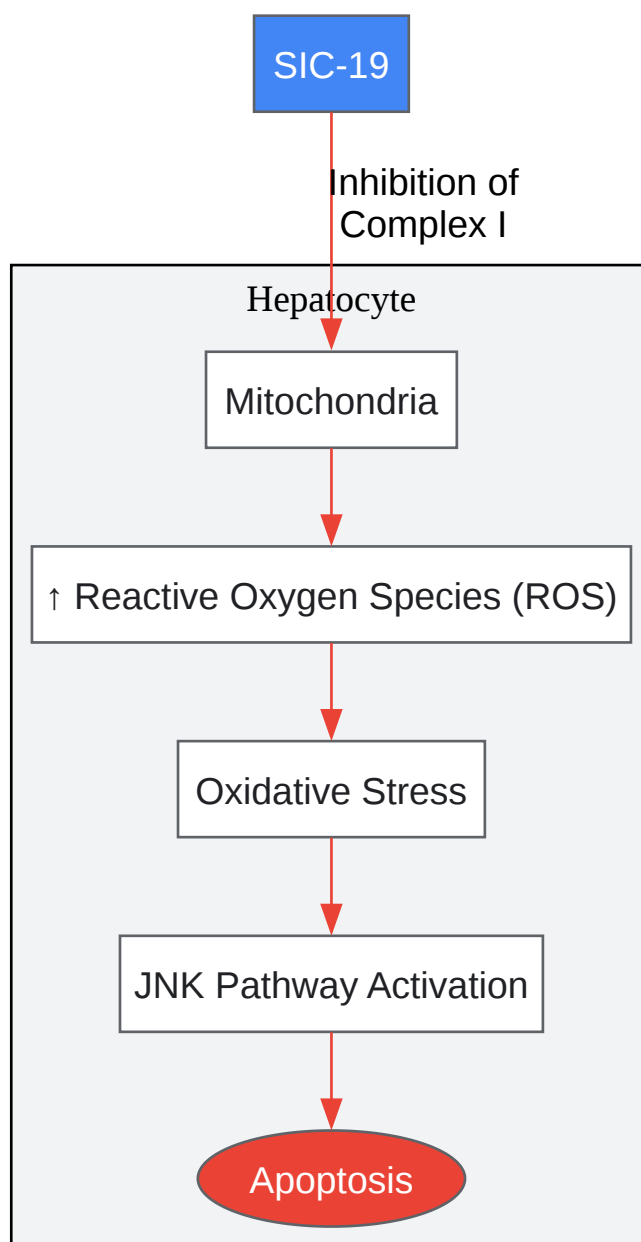 SIC-19
Inhibition of
Complex I
Hepatocyte
Mitochondria
↑ Reactive Oxygen Species (ROS)
Oxidative Stress
JNK Pathway Activation
Apoptosis